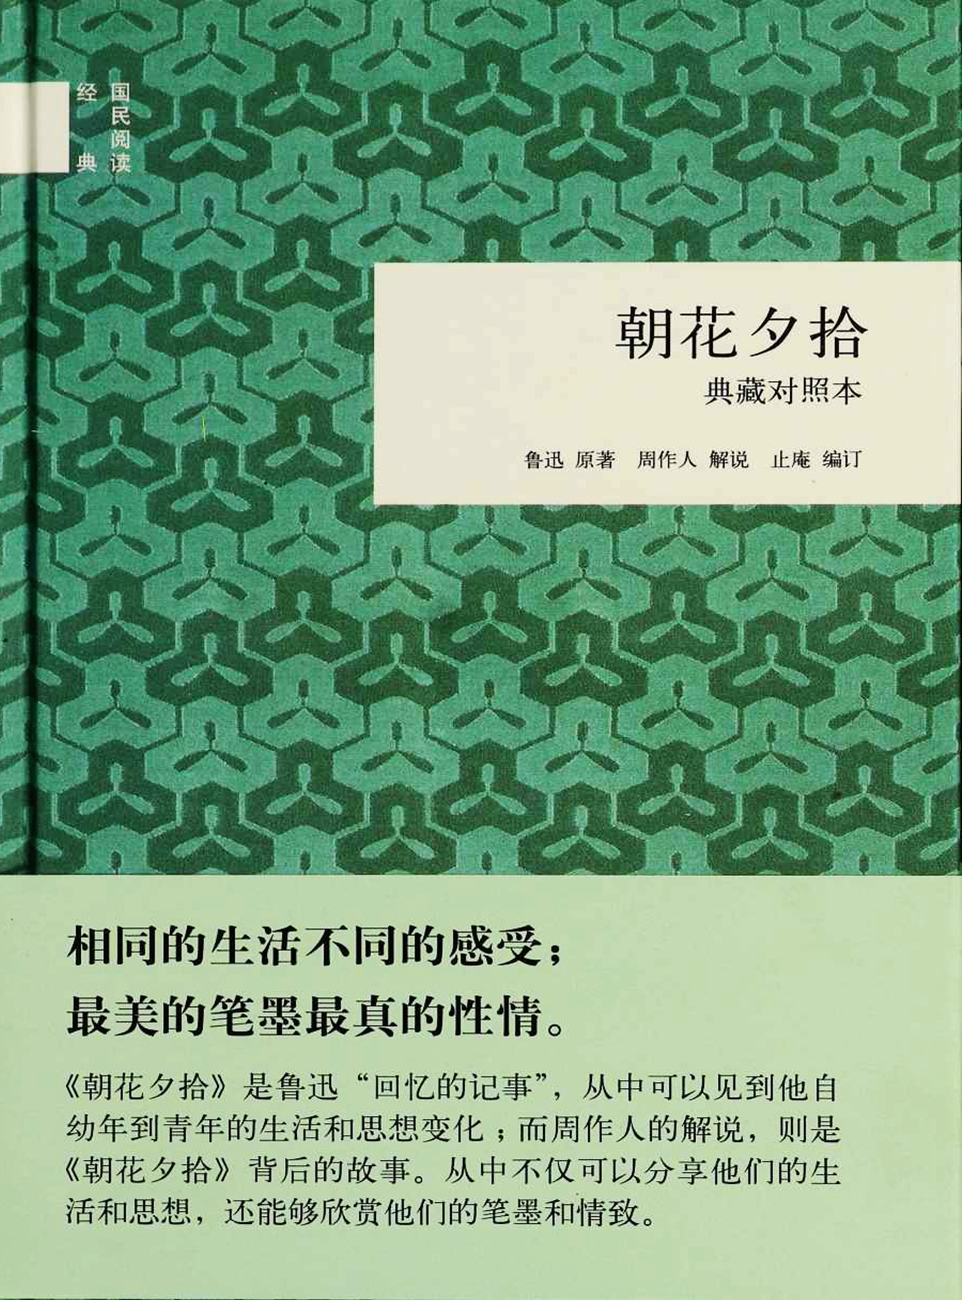 国民阅读
经典
朝花夕拾
典藏对照本
鲁迅 原著 周作人 解说 止庵 编订
相同的生活不同的感受；
最美的笔墨最真的性情。
《朝花夕拾》是鲁迅“回忆的记事”，从中可以见到他自
幼年到青年的生活和思想变化；而周作人的解说，则是
《朝花夕拾》背后的故事。从中不仅可以分享他们的生
活和思想，还能够欣赏他们的笔墨和情致。